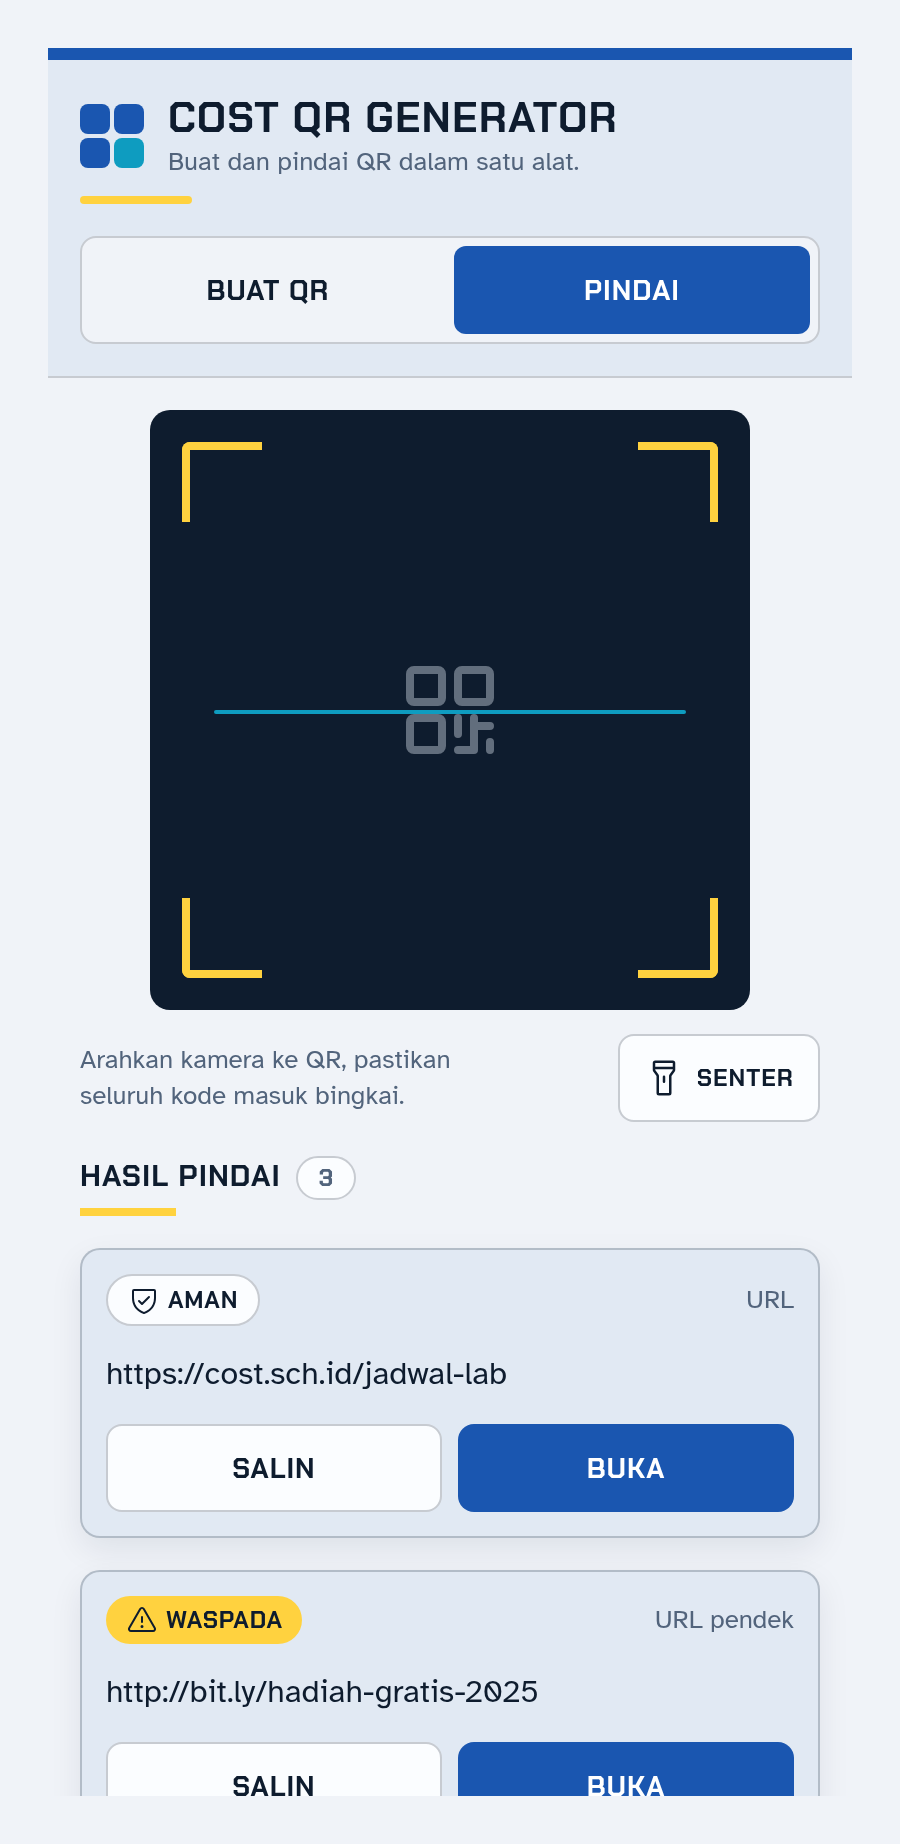 COST QR GENERATOR
Buat dan pindai QR dalam satu alat.
BUAT QR
PINDAI
Arahkan kamera ke QR, pastikan
seluruh kode masuk bingkai.
SENTER
HASIL PINDAI
3
AMAN
URL
https://cost.sch.id/jadwal-lab
SALIN
BUKA
WASPADA
URL pendek
http://bit.ly/hadiah-gratis-2025
SALIN
BUKA